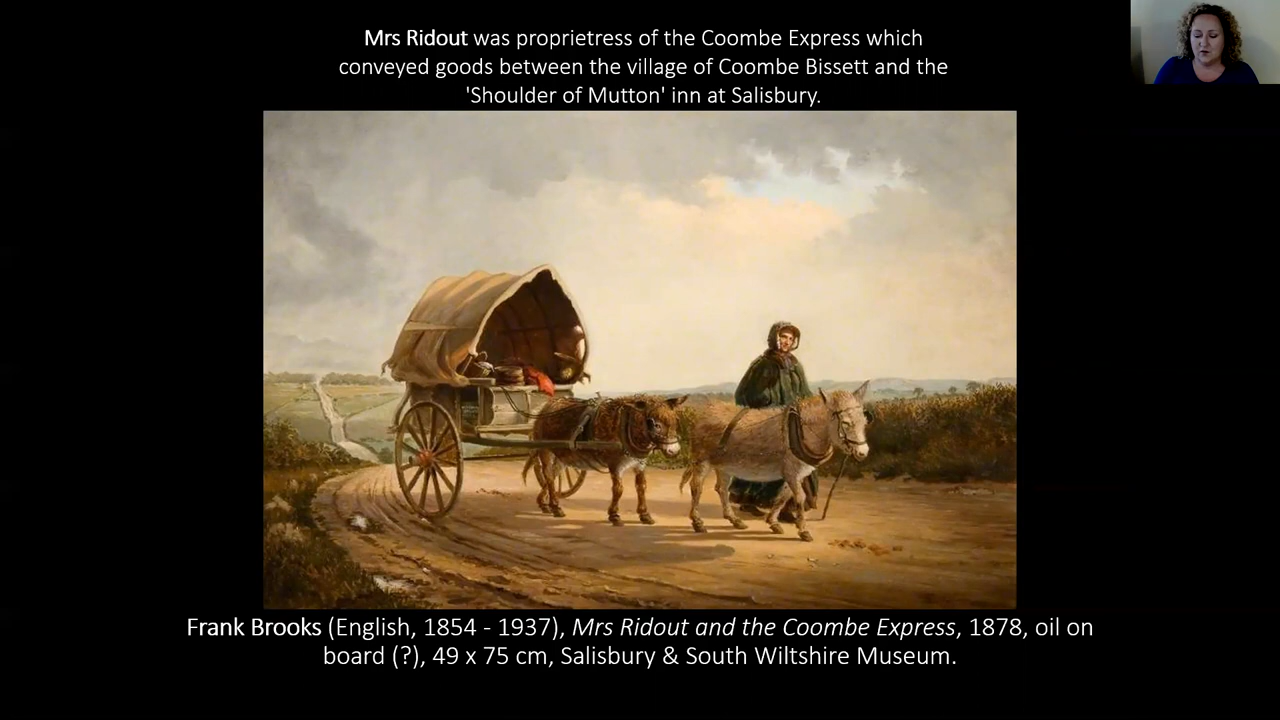 Mrs Ridout was proprietress of the Coombe Express which
conveyed goods between the village of Coombe Bissett and the
'Shoulder of Mutton' inn at Salisbury.
Frank Brooks (English, 1854 - 1937), Mrs Ridout and the Coombe Express, 1878, oil on
board (?), 49 x 75 cm, Salisbury & South Wiltshire Museum.